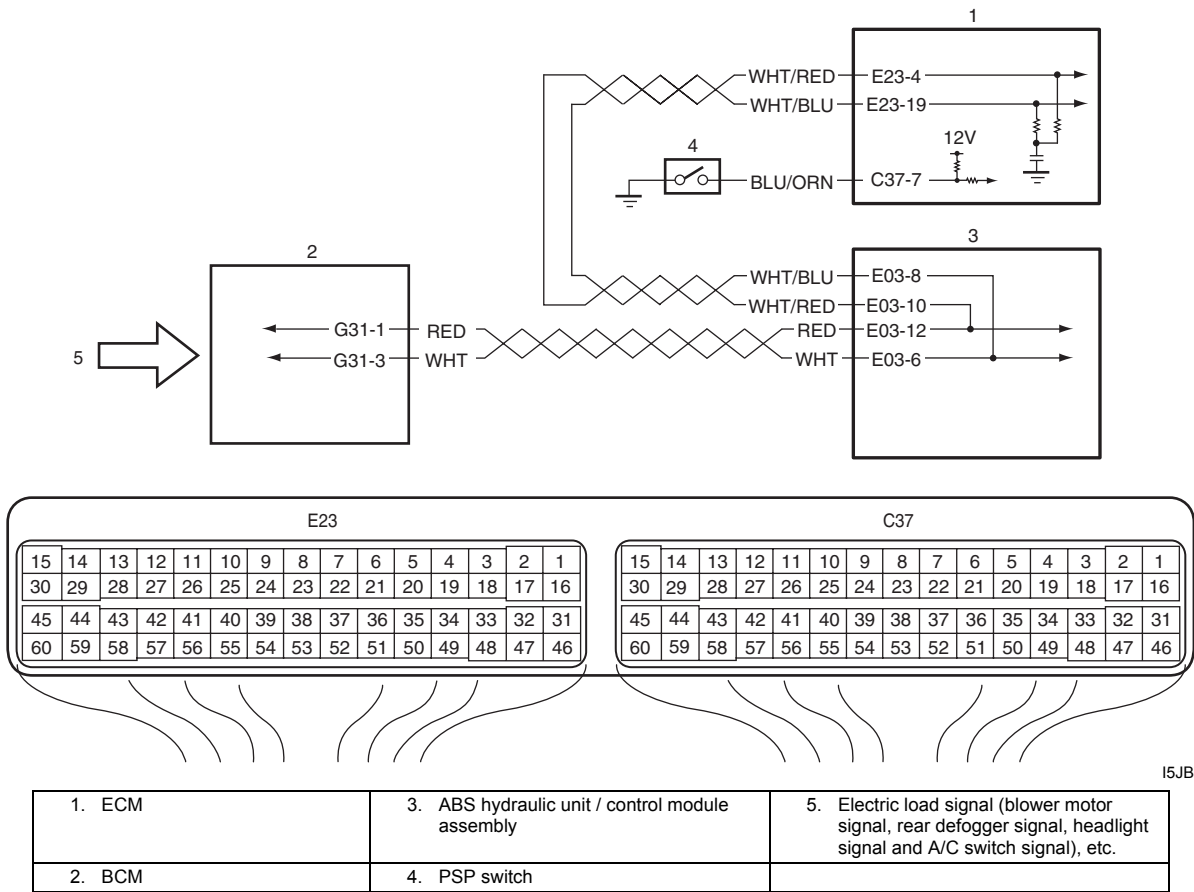 1
WHT/RED E23-4
WHT/BLU E23-19
12V
4
BLU/ORN C37-7
3
2
WHT/BLU E03-8
WHT/RED E03-10
G31-1 RED RED E03-12
5
G31-3 WHT WHT E03-6
E23 C37
15 14 13 12 11 10 9 8 7 6 5 4 3 2 1 15 14 13 12 11 10 9 8 7 6 5 4 3 2 1
30 29 28 27 26 25 24 23 22 21 20 19 18 17 16 30 29 28 27 26 25 24 23 22 21 20 19 18 17 16
45 44 43 42 41 40 39 38 37 36 35 34 33 32 31 45 44 43 42 41 40 39 38 37 36 35 34 33 32 31
60 59 58 57 56 55 54 53 52 51 50 49 48 47 46 60 59 58 57 56 55 54 53 52 51 50 49 48 47 46
I5JB
1. ECM
3. ABS hydraulic unit / control module
assembly
5. Electric load signal (blower motor
signal, rear defogger signal, headlight
signal and A/C switch signal), etc.
2. BCM
4. PSP switch